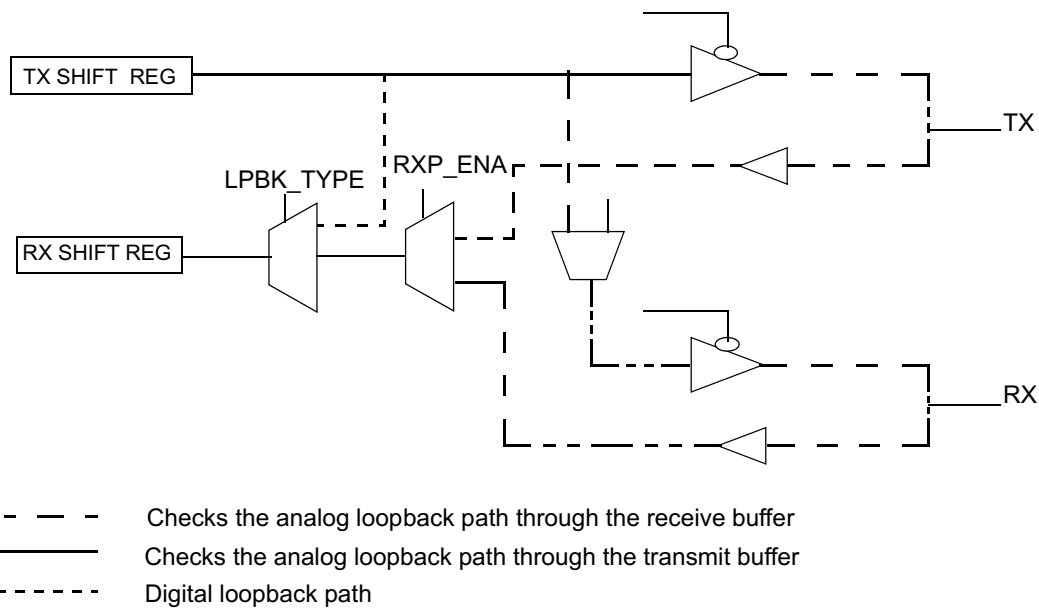 TX SHIFT REG
TX
RXP_ENA
LPBK_TYPE
RX SHIFT REG
RX
Checks the analog loopback path through the receive buffer
Checks the analog loopback path through the transmit buffer
Digital loopback path